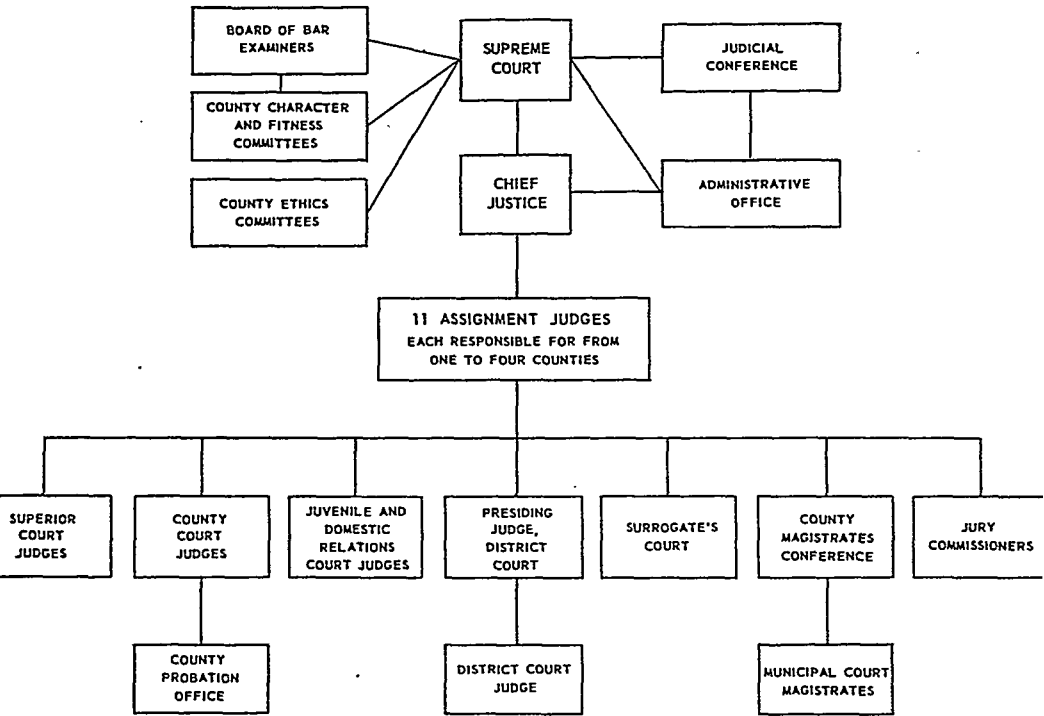 BOARD OF BAR
EXAMINERS
SUPREME
COURT
JUDICIAL
CONFERENCE
COUNTY CHARACTER
AND FITNESS
COMMITTEES
CHIEF
JUSTICE
ADMINISTRATIVE
OFFICE
COUNTY ETHICS
COMMITTEES
11 ASSIGNMENT JUDGES
EACH RESPONSIBLE FOR FROM
ONE TO FOUR COUNTIES
SUPERIOR
COURT
JUDGES
COUNTY
COURT
JUDGES
JUVENILE AND
DOMESTIC
RELATIONS
COURT JUDGES
PRESIDING
JUDGE,
DISTRICT
COURT
SURROGATE'S
COURT
COUNTY
MAGISTRATES
CONFERENCE
JURY
COMMISSIONERS
COUNTY
PROBATION
OFFICE
DISTRICT COURT
JUDGE
MUNICIPAL COURT
MAGISTRATES